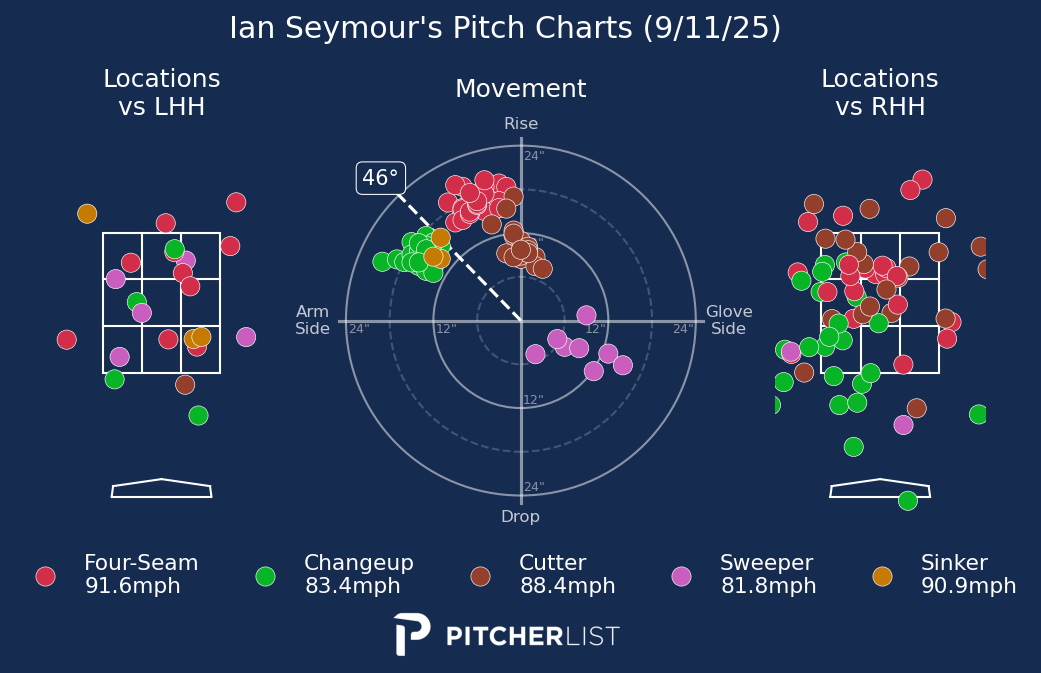 Ian Seymour's Pitch Charts (9/11/25)
Locations
vs LHH
Movement
Locations
vs RHH
Rise
24"
46°
"
Arm
Side
24"
12"
12"
24"
Glove
Side
12"
24"
Drop
Four-Seam
91.6mph
Changeup
83.4mph
Cutter
88.4mph
Sweeper
81.8mph
Sinker
90.9mph
PITCHERLIST